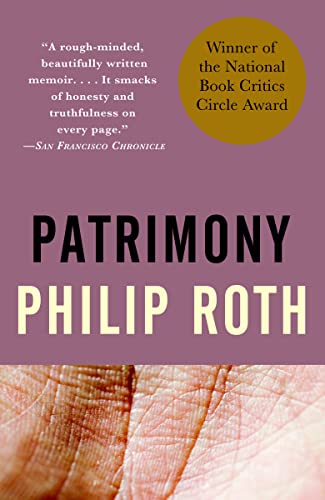 “A rough-minded,
beautifully written
memoir. . . . It smacks
of honesty and
truthfulness on
every page.”
—SAN FRANCISCO CHRONICLE
Winner of
the National
Book Critics
Circle Award
PATRIMONY
PHILIP ROTH